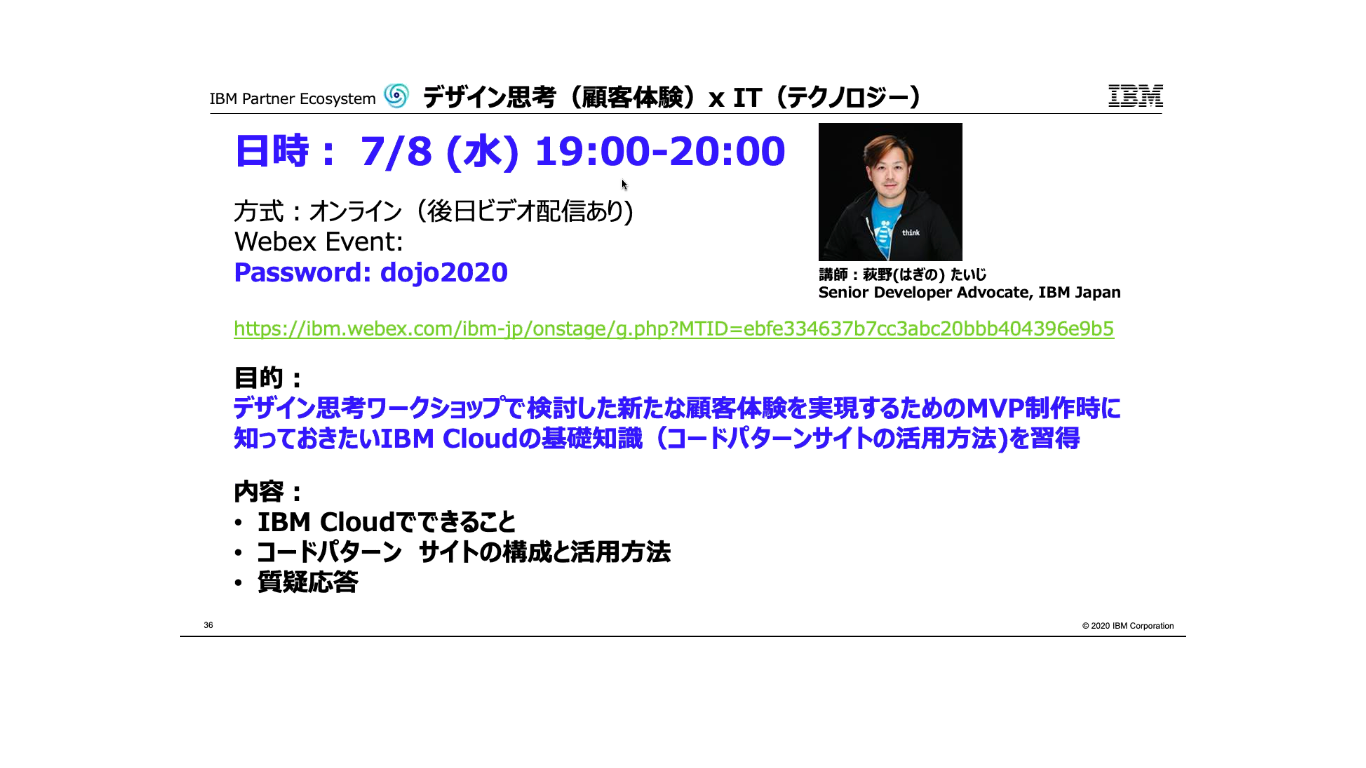 IBM Partner Ecosystem デザイン思考（顧客体験）x IT（テクノロジー）
IBM
日時： 7/8 (水) 19:00-20:00
方式：オンライン（後日ビデオ配信あり)
Webex Event:
Password: dojo2020
think
講師：萩野(はぎの) たいじ
Senior Developer Advocate, IBM Japan
https://ibm.webex.com/ibm-jp/onstage/g.php?MTID=ebfe334637b7cc3abc20bbb404396e9b5
目的：
デザイン思考ワークショップで検討した新たな顧客体験を実現するためのMVP制作時に
知っておきたいIBM Cloudの基礎知識（コードパターンサイトの活用方法)を習得
内容：
• IBM Cloudでできること
• コードパターン サイトの構成と活用方法
• 質疑応答
36
© 2020 IBM Corporation